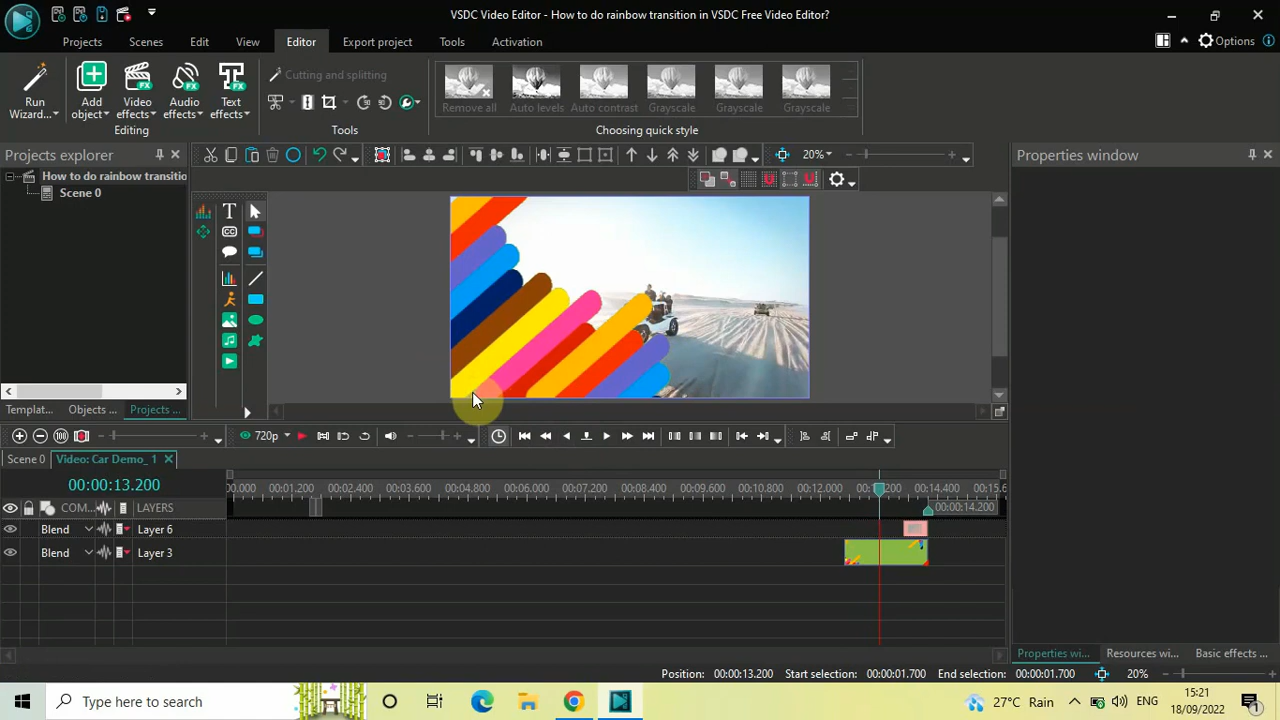 VSDC Video Editor - How to do rainbow transition in VSDC Free Video Editor?
Projects
Scenes
Edit
View
Editor
Export project
Tools
Activation
Options
Run
Wizard...
Add
object
Video
effects
Audio
effects
Text
effects
Editing
Cutting and splitting
Tools
Remove all
Auto levels
Auto contrast
Grayscale
Grayscale
Grayscale
Choosing quick style
Projects explorer
20%
Properties window
How to do rainbow transitio
Scene 0
Templat...
Objects ...
Projects ...
720p
Scene 0
Video: Car Demo_ 1
00:00:13.200
0.000 00:01.200 00:02.400 00:03.600 00:04.800 00:06.000 00:07.200 00:08.400 00:09.600 00:10.800 00:12.000 00:14.400 00:15.6
COM...
LAYERS
00:00:14.200
Blend
Layer 6
Blend
Layer 3
Properties wi...
Resources wi...
Basic effects ...
Position: 00:00:13.200 Start selection: 00:00:01.700 End selection: 00:00:01.700 20%
Type here to search
27°C Rain
ENG
15:21
18/09/2022
1